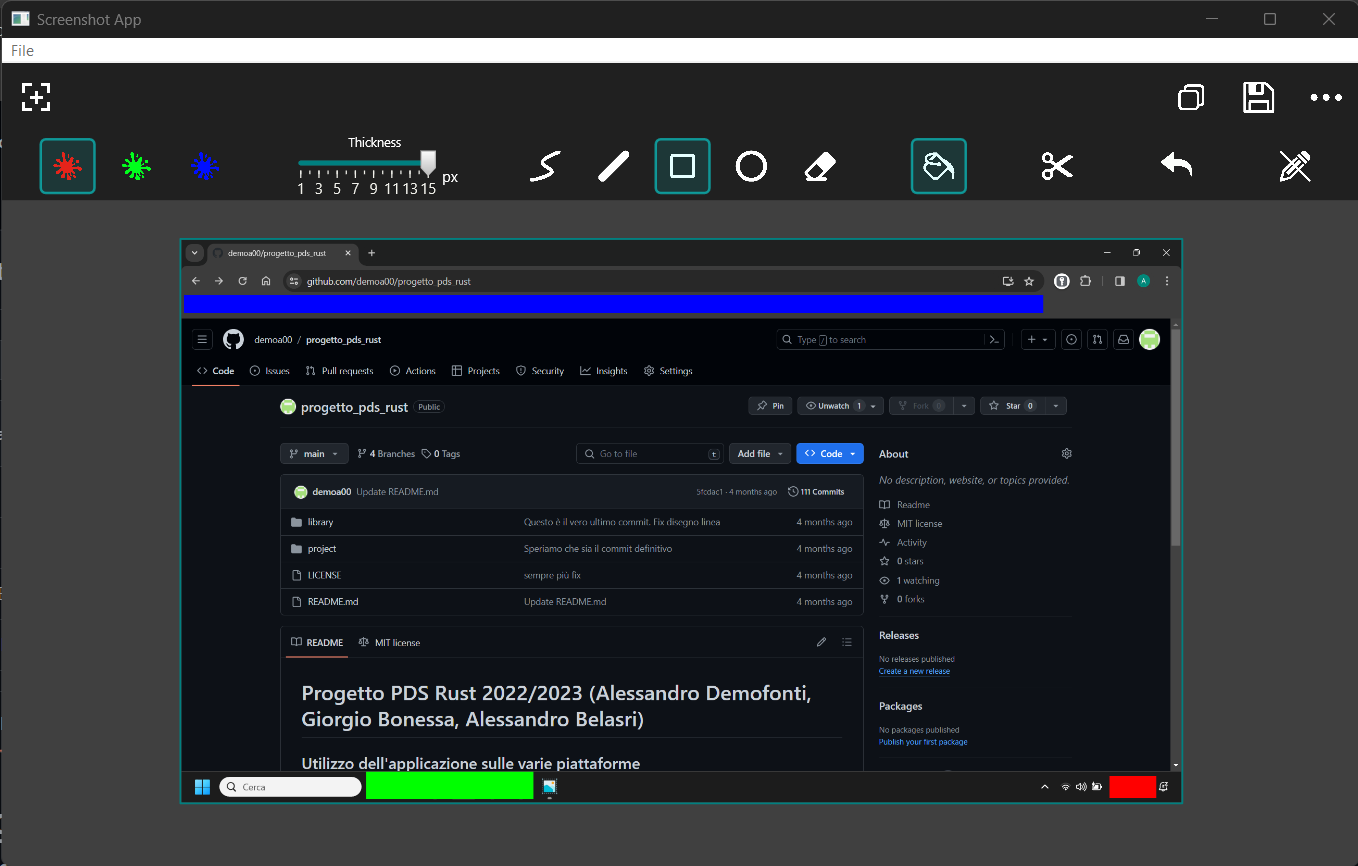 Screenshot App
File
Thickness
1 3 5 7 9 11 13 15 px
demoa00/progetto_pds_rust
github.com/demoa00/progetto_pds_rust
A
demoa00 / progetto_pds_rust
Type / to search
Code Issues Pull requests Actions Projects Security Insights Settings
progetto_pds_rust Public
Pin Unwatch 1 Fork 0 Star 0
main 4 Branches 0 Tags Go to file t Add file Code
About
No description, website, or topics provided.
demoa00 Update README.md 5fcdac1 · 4 months ago 111 Commits
Readme
library Questo è il vero ultimo commit. Fix disegno linea 4 months ago
MIT license
Activity
project Speriamo che sia il commit definitivo 4 months ago
0 stars
LICENSE sempre più fix 4 months ago
1 watching
README.md Update README.md 4 months ago
0 forks
README MIT license
Releases
No releases published
Create a new release
Progetto PDS Rust 2022/2023 (Alessandro Demofonti,
Giorgio Bonessa, Alessandro Belasri)
Packages
No packages published
Publish your first package
Utilizzo dell'applicazione sulle varie piattaforme
Cerca